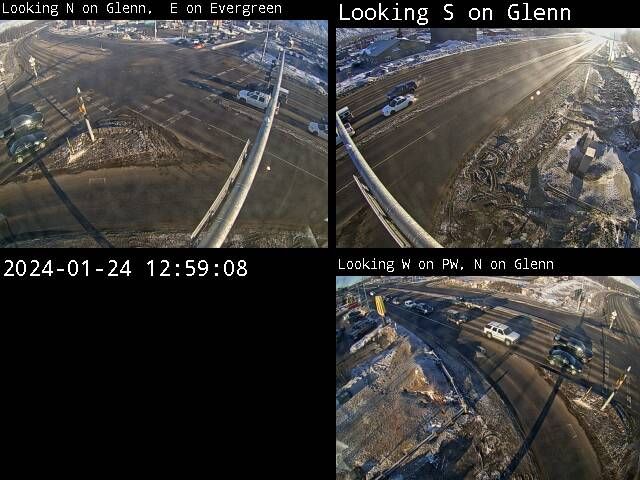 Looking N on Glenn,  E on Evergreen
Looking S on Glenn
2024-01-24 12:59:08
Looking W on PW, N on Glenn